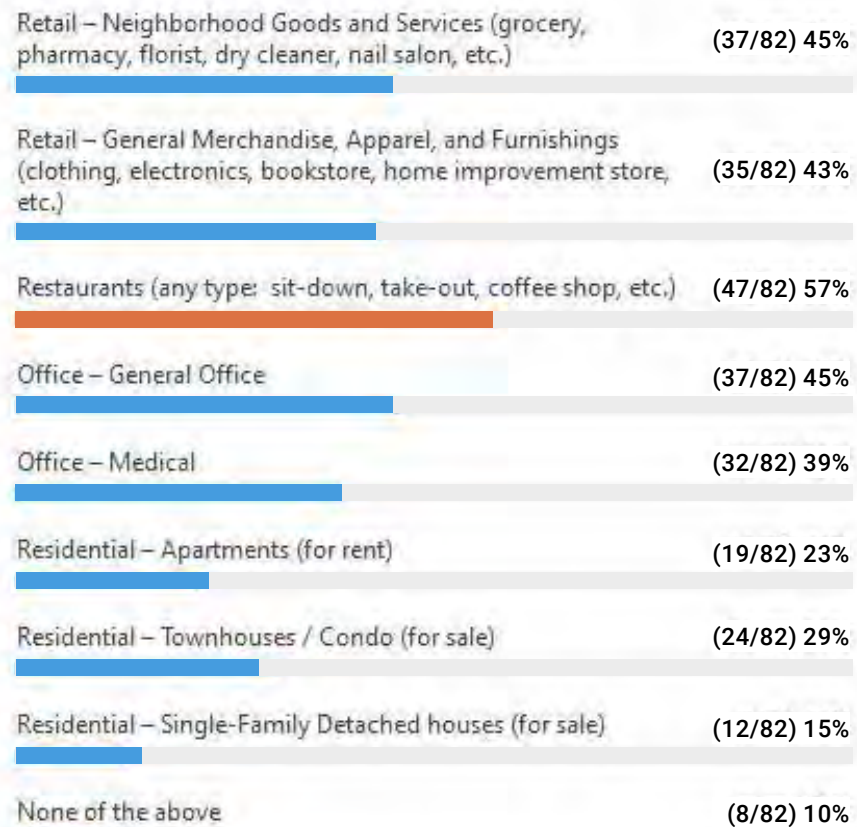 Retail – Neighborhood Goods and Services (grocery,
pharmacy, florist, dry cleaner, nail salon, etc.)
(37/82) 45%
Retail – General Merchandise, Apparel, and Furnishings
(clothing, electronics, bookstore, home improvement store,
etc.)
(35/82) 43%
Restaurants (any type:  sit-down, take-out, coffee shop, etc.)
(47/82) 57%
Office – General Office
(37/82) 45%
Office – Medical
(32/82) 39%
Residential – Apartments (for rent)
(19/82) 23%
Residential – Townhouses / Condo (for sale)
(24/82) 29%
Residential – Single-Family Detached houses (for sale)
(12/82) 15%
None of the above
(8/82) 10%